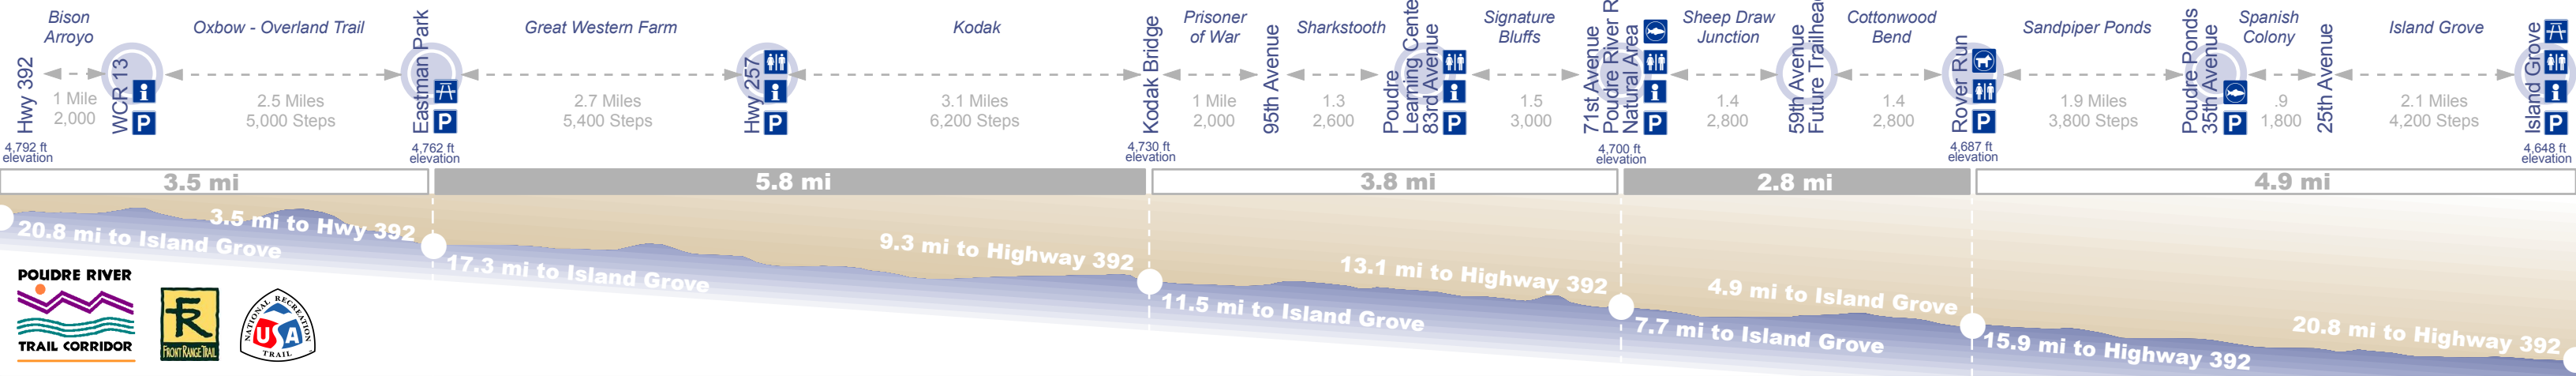 Bison
Arroyo
Oxbow - Overland Trail
Great Western Farm
Kodak
Prisoner
of War
Sharkstooth
Signature
Bluffs
Sheep Draw
Junction
Cottonwood
Bend
Sandpiper Ponds
Spanish
Colony
Island Grove
Hwy 392
WCR 13
Eastman Park
Hwy 257
Kodak Bridge
95th Avenue
Poudre
Learning Cente
83rd Avenue
71st Avenue
Poudre River R
Natural Area
59th Avenue
Future Trailhead
Rover Run
Poudre Ponds
35th Avenue
25th Avenue
Island Grove
i
P
P
i
P
i
P
i
P
P
P
i
P
1 Mile
2,000
2.5 Miles
5,000 Steps
2.7 Miles
5,400 Steps
3.1 Miles
6,200 Steps
1 Mile
2,000
1.3
2,600
1.5
3,000
1.4
2,800
1.4
2,800
1.9 Miles
3,800 Steps
.9
1,800
2.1 Miles
4,200 Steps
4,792 ft
elevation
4,762 ft
elevation
4,730 ft
elevation
4,700 ft
elevation
4,687 ft
elevation
4,648 ft
elevation
3.5 mi
5.8 mi
3.8 mi
2.8 mi
4.9 mi
3.5 mi to Hwy 392
20.8 mi to Island Grove
9.3 mi to Highway 392
17.3 mi to Island Grove
13.1 mi to Highway 392
11.5 mi to Island Grove
4.9 mi to Island Grove
7.7 mi to Island Grove
20.8 mi to Highway 392
15.9 mi to Highway 392
POUDRE RIVER
TRAIL CORRIDOR
FR
FRONT RANGE TRAIL
NATIONAL RECREATION
USA
TRAIL